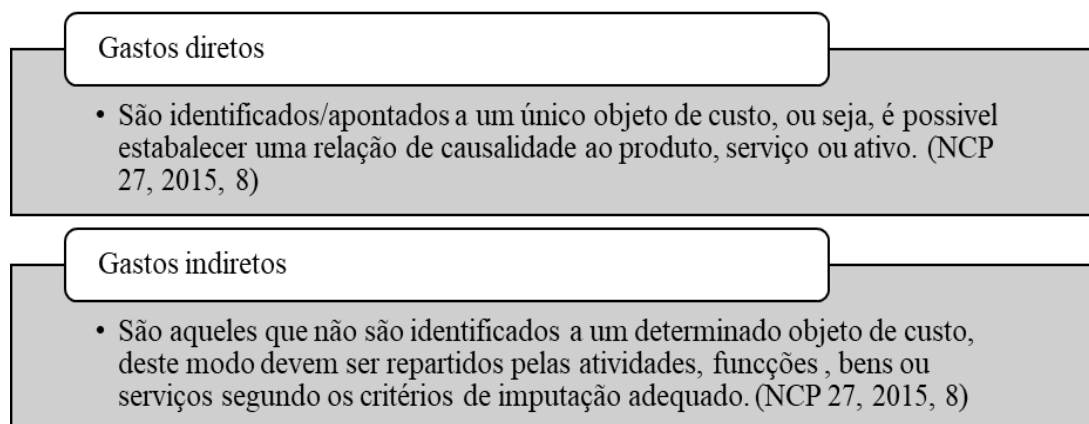 Gastos diretos
• São identificados/apontados a um único objeto de custo, ou seja, é possivel
estabalecer uma relação de causalidade ao produto, serviço ou ativo. (NCP
27, 2015, 8)
Gastos indiretos
• São aqueles que não são identificados a um determinado objeto de custo,
deste modo devem ser repartidos pelas atividades, funcções , bens ou
serviços segundo os critérios de imputação adequado. (NCP 27, 2015, 8)